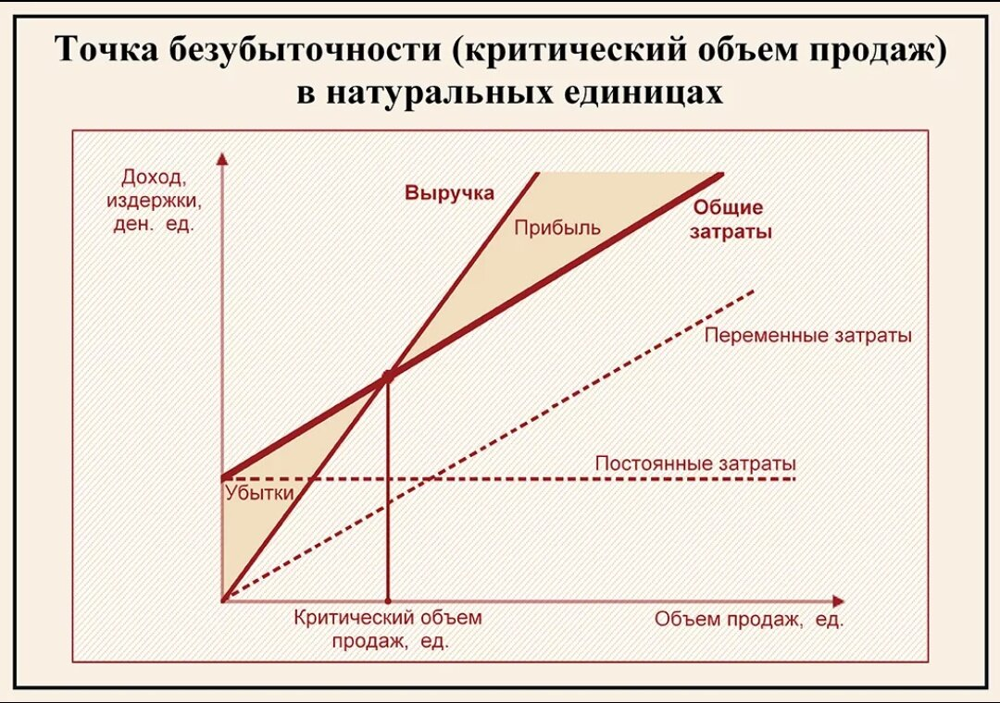 Точка безубыточности (критический объем продаж)
в натуральных единицах
Доход,
издержки,
ден. ед.
Выручка
Прибыль
Общие
затраты
Переменные затраты
Постоянные затраты
Убытки
Критический объем
продаж, ед.
Объем продаж, ед.